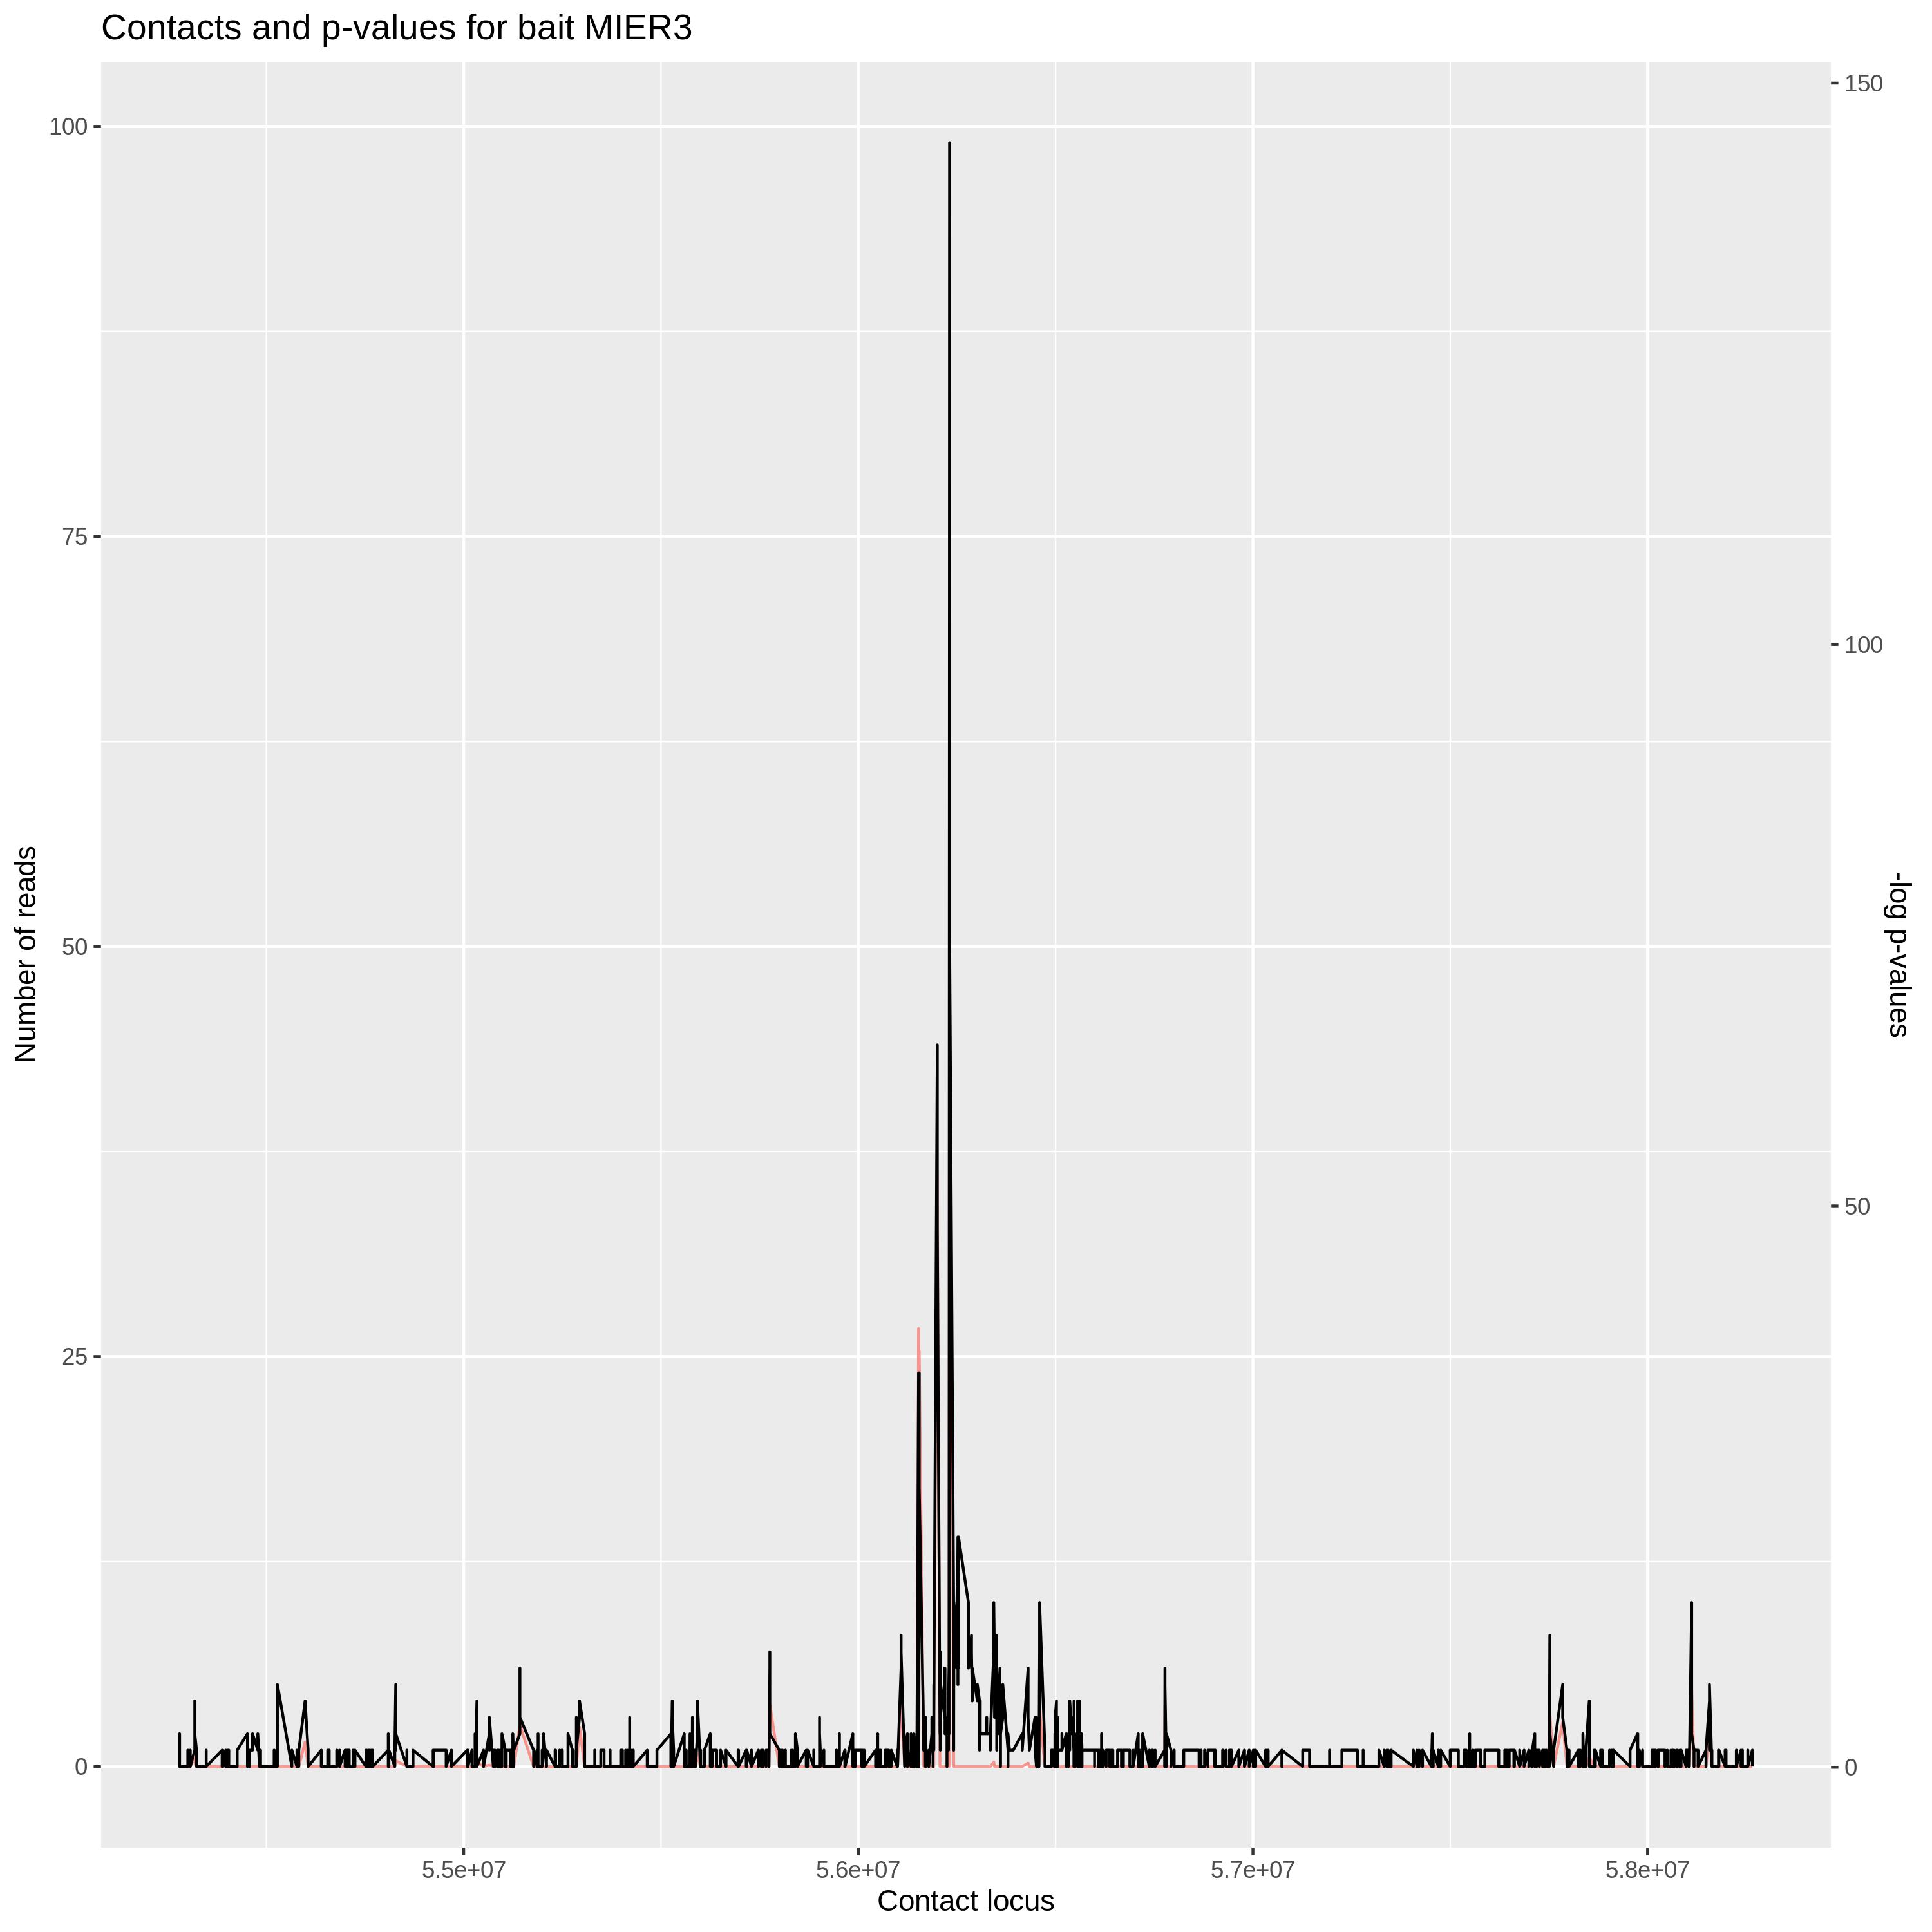 Contacts and p-values for bait MIER3
100
75
50
25
0
Number of reads
150
100
50
0
-log p-values
5.5e+07
5.6e+07
5.7e+07
5.8e+07
Contact locus